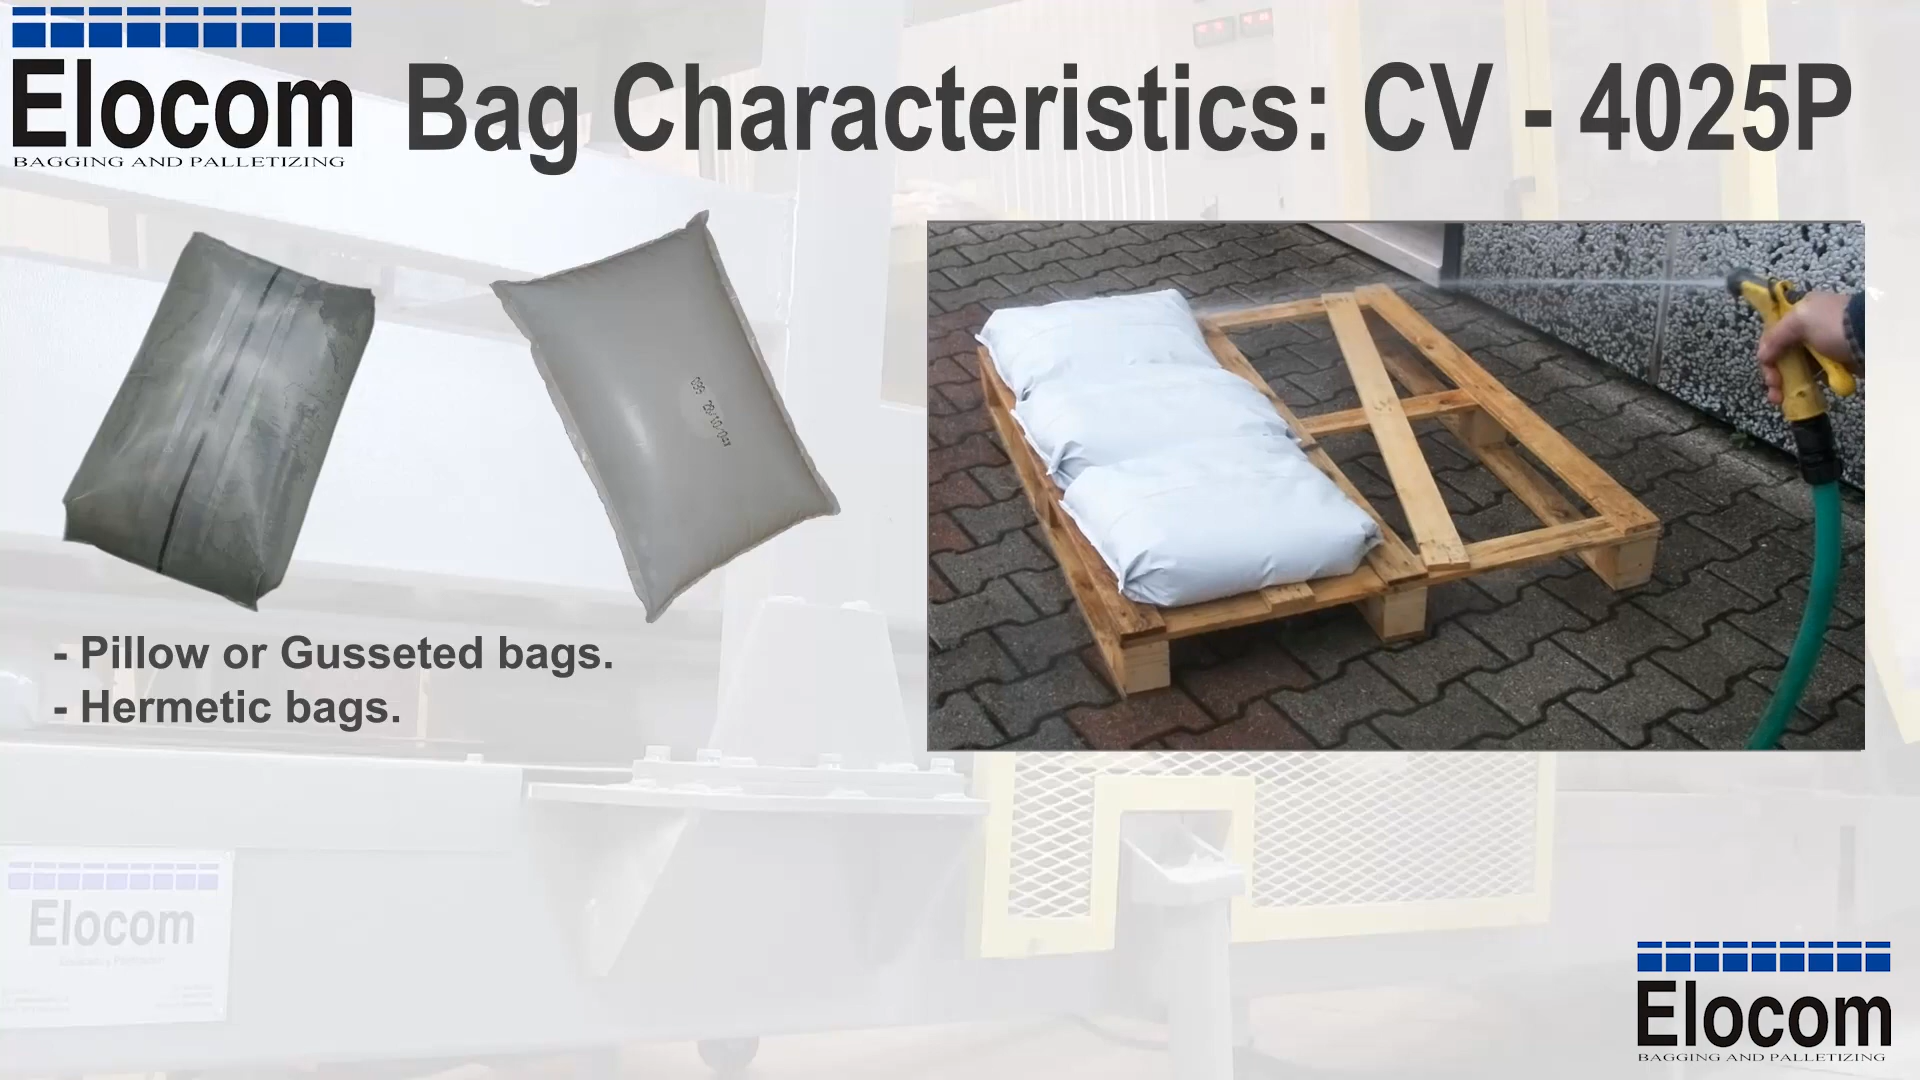 Elocom
BAGGING AND PALLETIZING
Bag Characteristics: CV - 4025P
- Pillow or Gusseted bags.
- Hermetic bags.
Elocom
Elocom
BAGGING AND PALLETIZING